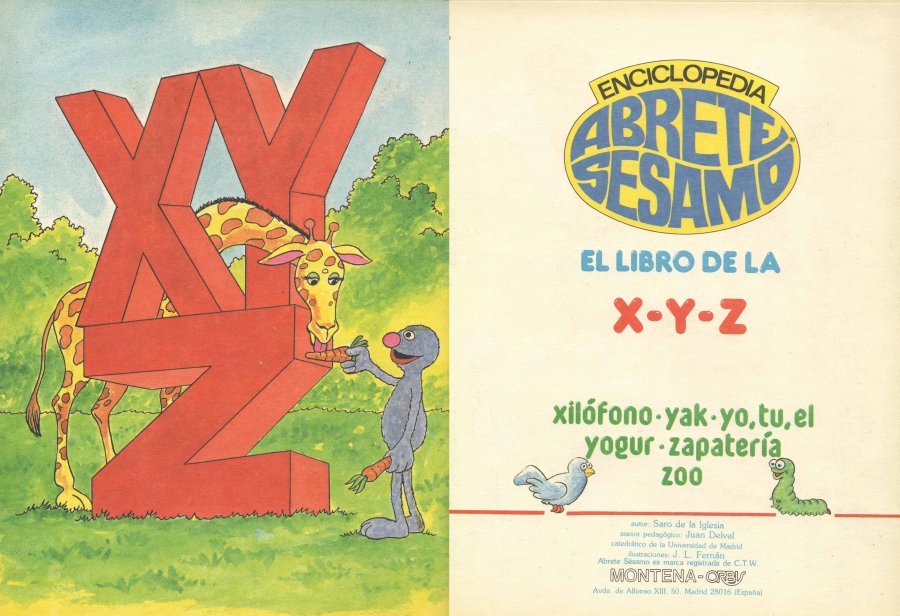 X Y
Z
ENCICLOPEDIA
ABRETE
SESAMO
EL LIBRO DE LA
X-Y-Z
xilófono · yak · yo, tu, el
yogur · zapatería
zoo
autor: Saro de la Iglesia
asesor pedagógico: Juan Delval
catedrático de la Universidad de Madrid
ilustraciones: J. L. Fernán
Abrete Sésamo es marca registrada de C.T.W.
MONTENA - ORBIS
Avda. de Alfonso XIII, 50. Madrid 28016 (España)